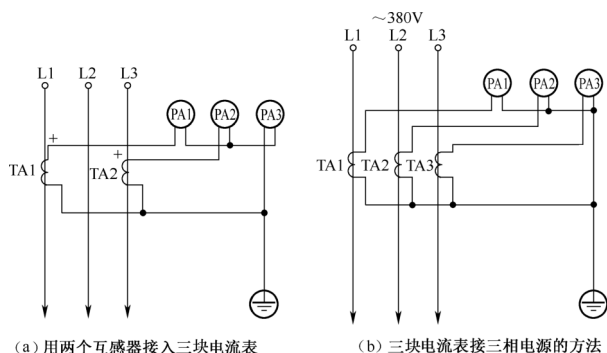 L1 L2 L3
PA1 PA2 PA3
+
+
TA1 TA2
(a)用两个互感器接入三块电流表
～380V
L1 L2 L3
PA1 PA2 PA3
TA1 TA2 TA3
(b)三块电流表接三相电源的方法